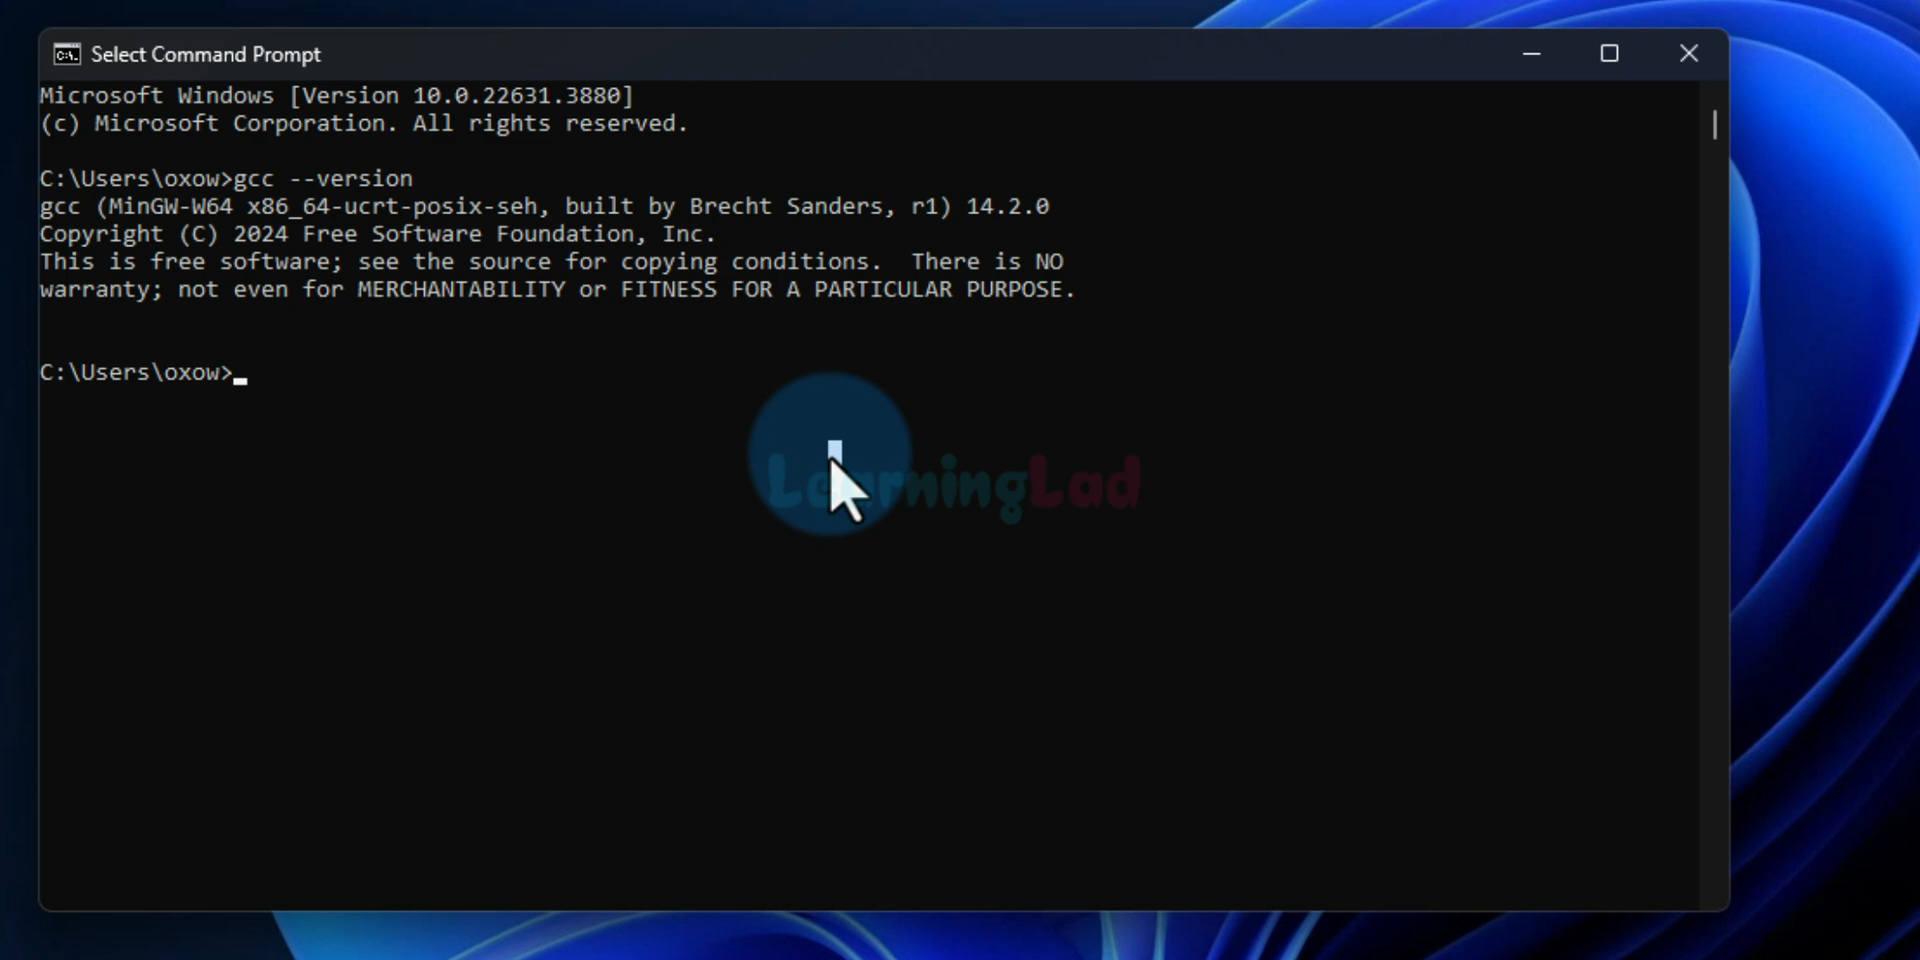 Select Command Prompt
Microsoft Windows [Version 10.0.22631.3880]
(c) Microsoft Corporation. All rights reserved.
C:\Users\oxow>gcc --version
gcc (MinGW-W64 x86_64-ucrt-posix-seh, built by Brecht Sanders, r1) 14.2.0
Copyright (C) 2024 Free Software Foundation, Inc.
This is free software; see the source for copying conditions.  There is NO
warranty; not even for MERCHANTABILITY or FITNESS FOR A PARTICULAR PURPOSE.
C:\Users\oxow>
LearningLad